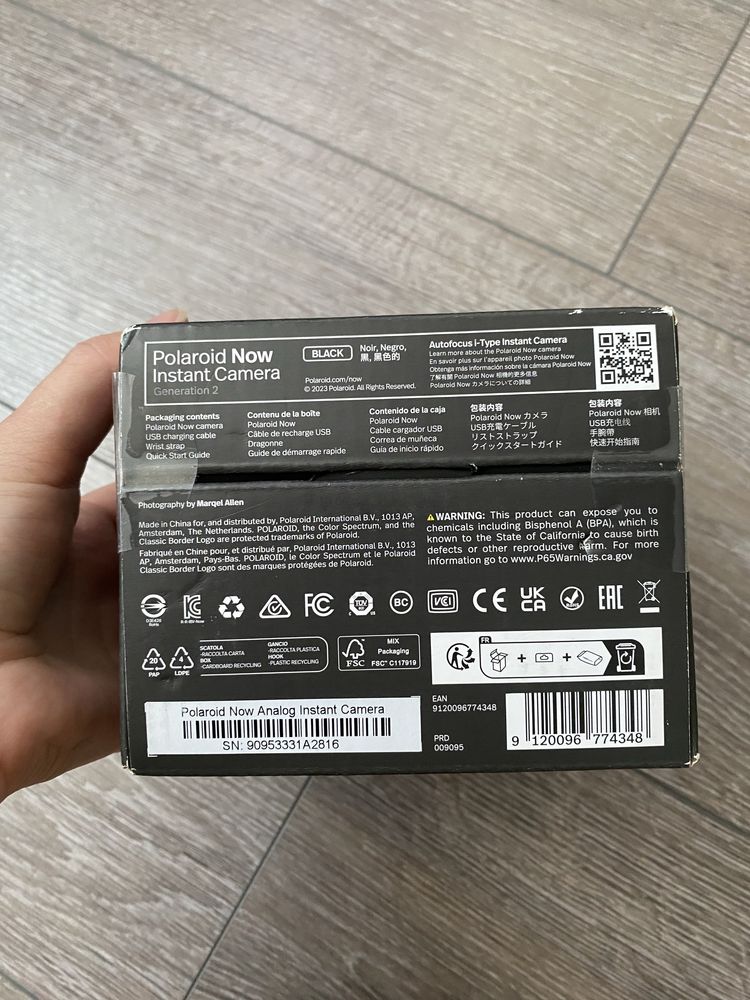 Polaroid Now
Instant Camera
Generation 2
BLACK
Noir, Negro,
黒, 黑色的
Polaroid.com/now
© 2023 Polaroid. All Rights Reserved.
Autofocus i-Type Instant Camera
Learn more about the Polaroid Now camera
En savoir plus sur l'appareil photo Polaroid Now
Obtenga más información sobre la cámara Polaroid Now
了解有關 Polaroid Now 相機的更多信息
Polaroid Now カメラについての詳細
Packaging contents
Polaroid Now camera
USB charging cable
Wrist strap
Quick Start Guide
Contenu de la boîte
Polaroid Now
Câble de recharge USB
Dragonne
Guide de démarrage rapide
Contenido de la caja
Polaroid Now
Cable cargador USB
Correa de muñeca
Guía de inicio rápido
包装内容
Polaroid Now カメラ
USB充電ケーブル
リストストラップ
クイックスタートガイド
包装内容
Polaroid Now 相机
USB充电线
手腕带
快速开始指南
Photography by Marqel Allen
Made in China for, and distributed by, Polaroid International B.V., 1013 AP,
Amsterdam, The Netherlands. POLAROID, the Color Spectrum, and the
Classic Border Logo are protected trademarks of Polaroid.
Fabriqué en Chine pour, et distribué par, Polaroid International B.V., 1013
AP, Amsterdam, Pays-Bas. POLAROID, le Color Spectrum et le Polaroid
Classic Border Logo sont des marques protégées de Polaroid.
WARNING: This product can expose you to
chemicals including Bisphenol A (BPA), which is
known to the State of California to cause birth
defects or other reproductive harm. For more
information go to www.P65Warnings.ca.gov
RoHS
FC
TÜV
BC
VCCI
CE
UK
CA
EAC
20
PAP
4
LDPE
SCATOLA
-RACCOLTA CARTA
BOX
-CARDBOARD RECYCLING
GANCIO
-RACCOLTA PLASTICA
HOOK
-PLASTIC RECYCLING
FSC
MIX
Packaging
FSC™ C117919
FR
+ +
Polaroid Now Analog Instant Camera
SN: 90953331A2816
EAN
9120096774348
PRD
009095
9 120096 774348